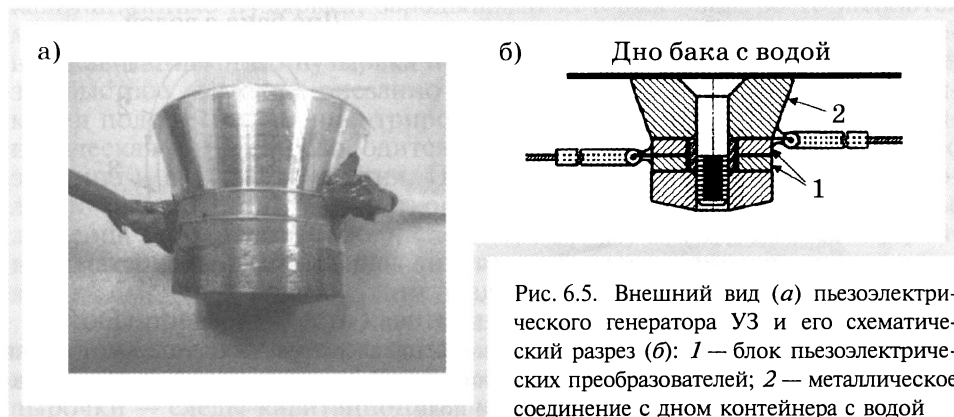 а)
б)
Дно бака с водой
2
1
Рис. 6.5. Внешний вид (а) пьезоэлектри-
ческого генератора УЗ и его схематиче-
ский разрез (б): 1 — блок пьезоэлектриче-
ских преобразователей; 2 — металлическое
соединение с дном контейнера с водой